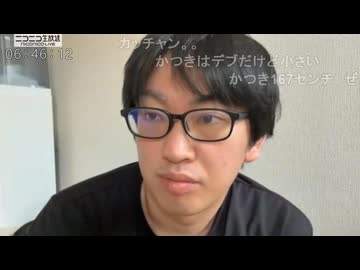 ニコニコ生放送
NICONICO LIVE
06:46:12
カッチャン。。
かつきはデブだけど小さい
かつき167センチ　ぜ